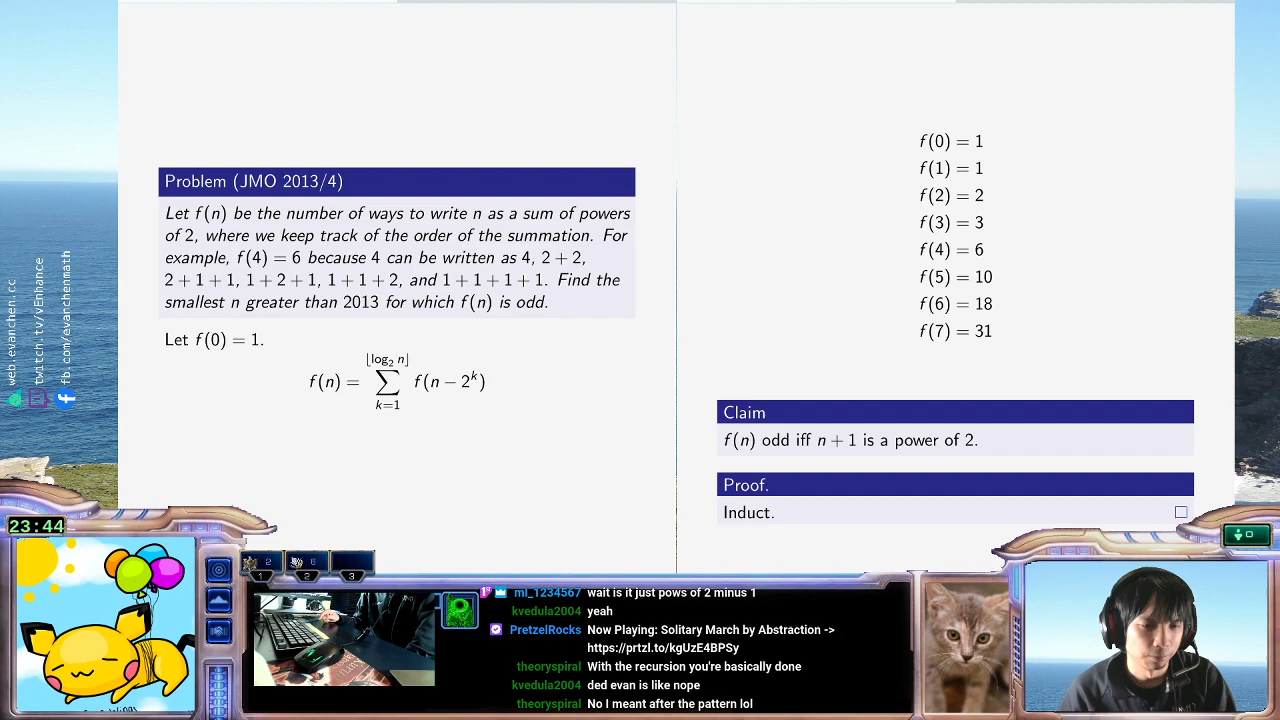 Problem (JMO 2013/4)
Let f(n) be the number of ways to write n as a sum of powers
of 2, where we keep track of the order of the summation. For
example, f(4) = 6 because 4 can be written as 4, 2 + 2,
2 + 1 + 1, 1 + 2 + 1, 1 + 1 + 2, and 1 + 1 + 1 + 1. Find the
smallest n greater than 2013 for which f(n) is odd.
Let f(0) = 1.
f(n) = ∑_{k=1}^{⌊log₂ n⌋} f(n − 2^k)
f(0) = 1
f(1) = 1
f(2) = 2
f(3) = 3
f(4) = 6
f(5) = 10
f(6) = 18
f(7) = 31
Claim
f(n) odd iff n + 1 is a power of 2.
Proof.
Induct.
web.evanchen.cc
twitch.tv/vEnhance
fb.com/evanchenmath
23:44
2
6
1
2
3
ml_1234567 wait is it just pows of 2 minus 1
kvedula2004 yeah
PretzelRocks Now Playing: Solitary March by Abstraction ->
https://prtzl.to/kgUzE4BPSy
theoryspiral With the recursion you're basically done
kvedula2004 ded evan is like nope
theoryspiral No I meant after the pattern lol